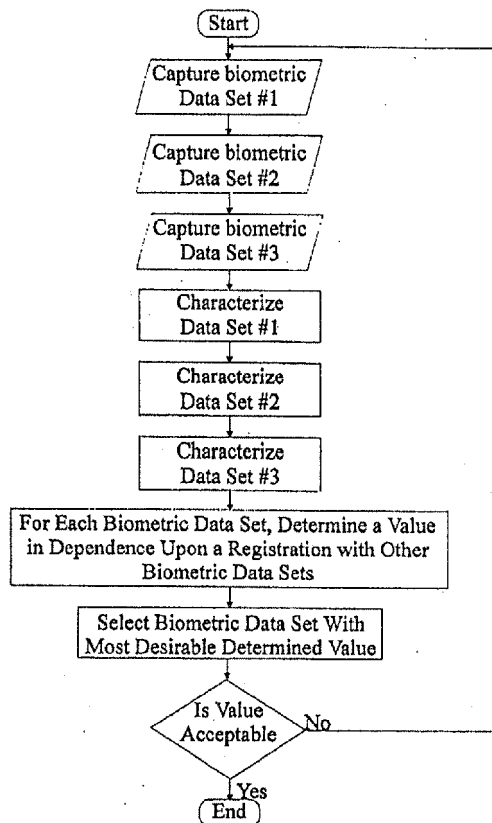 Start
Capture biometric
Data Set #1
Capture biometric
Data Set #2
Capture biometric
Data Set #3
Characterize
Data Set #1
Characterize
Data Set #2
Characterize
Data Set #3
For Each Biometric Data Set, Determine a Value
in Dependence Upon a Registration with Other
Biometric Data Sets
Select Biometric Data Set With
Most Desirable Determined Value
Is Value
Acceptable
No
Yes
End